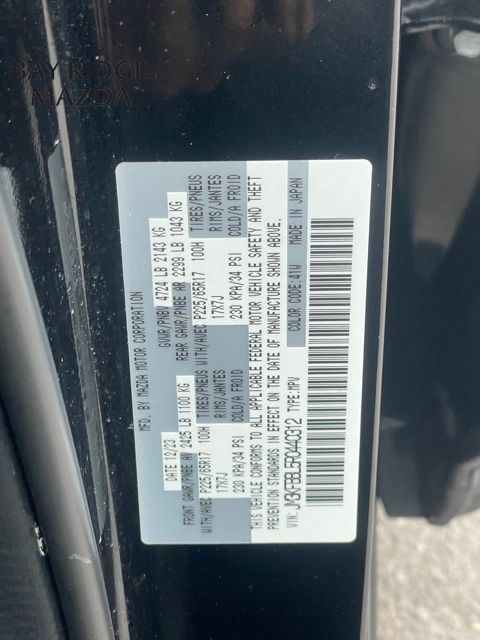 BAY RIDGE
MAZDA
MFD. BY MAZDA MOTOR CORPORATION
DATE 12/23 GVWR/PNBV 4724 LB 2143 KG
FRONT GAWR/PNBE AV 2425 LB 1100 KG REAR GAWR/PNBE AR 2299 LB 1043 KG
WITH/AVEC P225/65R17 100H TIRES/PNEUS WITH/AVEC P225/65R17 100H TIRES/PNEUS
17X7J RIMS/JANTES 17X7J RIMS/JANTES
230 KPA/34 PSI COLD/A FROID 230 KPA/34 PSI COLD/A FROID
THIS VEHICLE CONFORMS TO ALL APPLICABLE FEDERAL MOTOR VEHICLE SAFETY AND THEFT
PREVENTION STANDARDS IN EFFECT ON THE DATE OF MANUFACTURE SHOWN ABOVE.
COLOR CODE:41W MADE IN JAPAN
VIN: JM3KFBBL5R0440312 TYPE:MPV